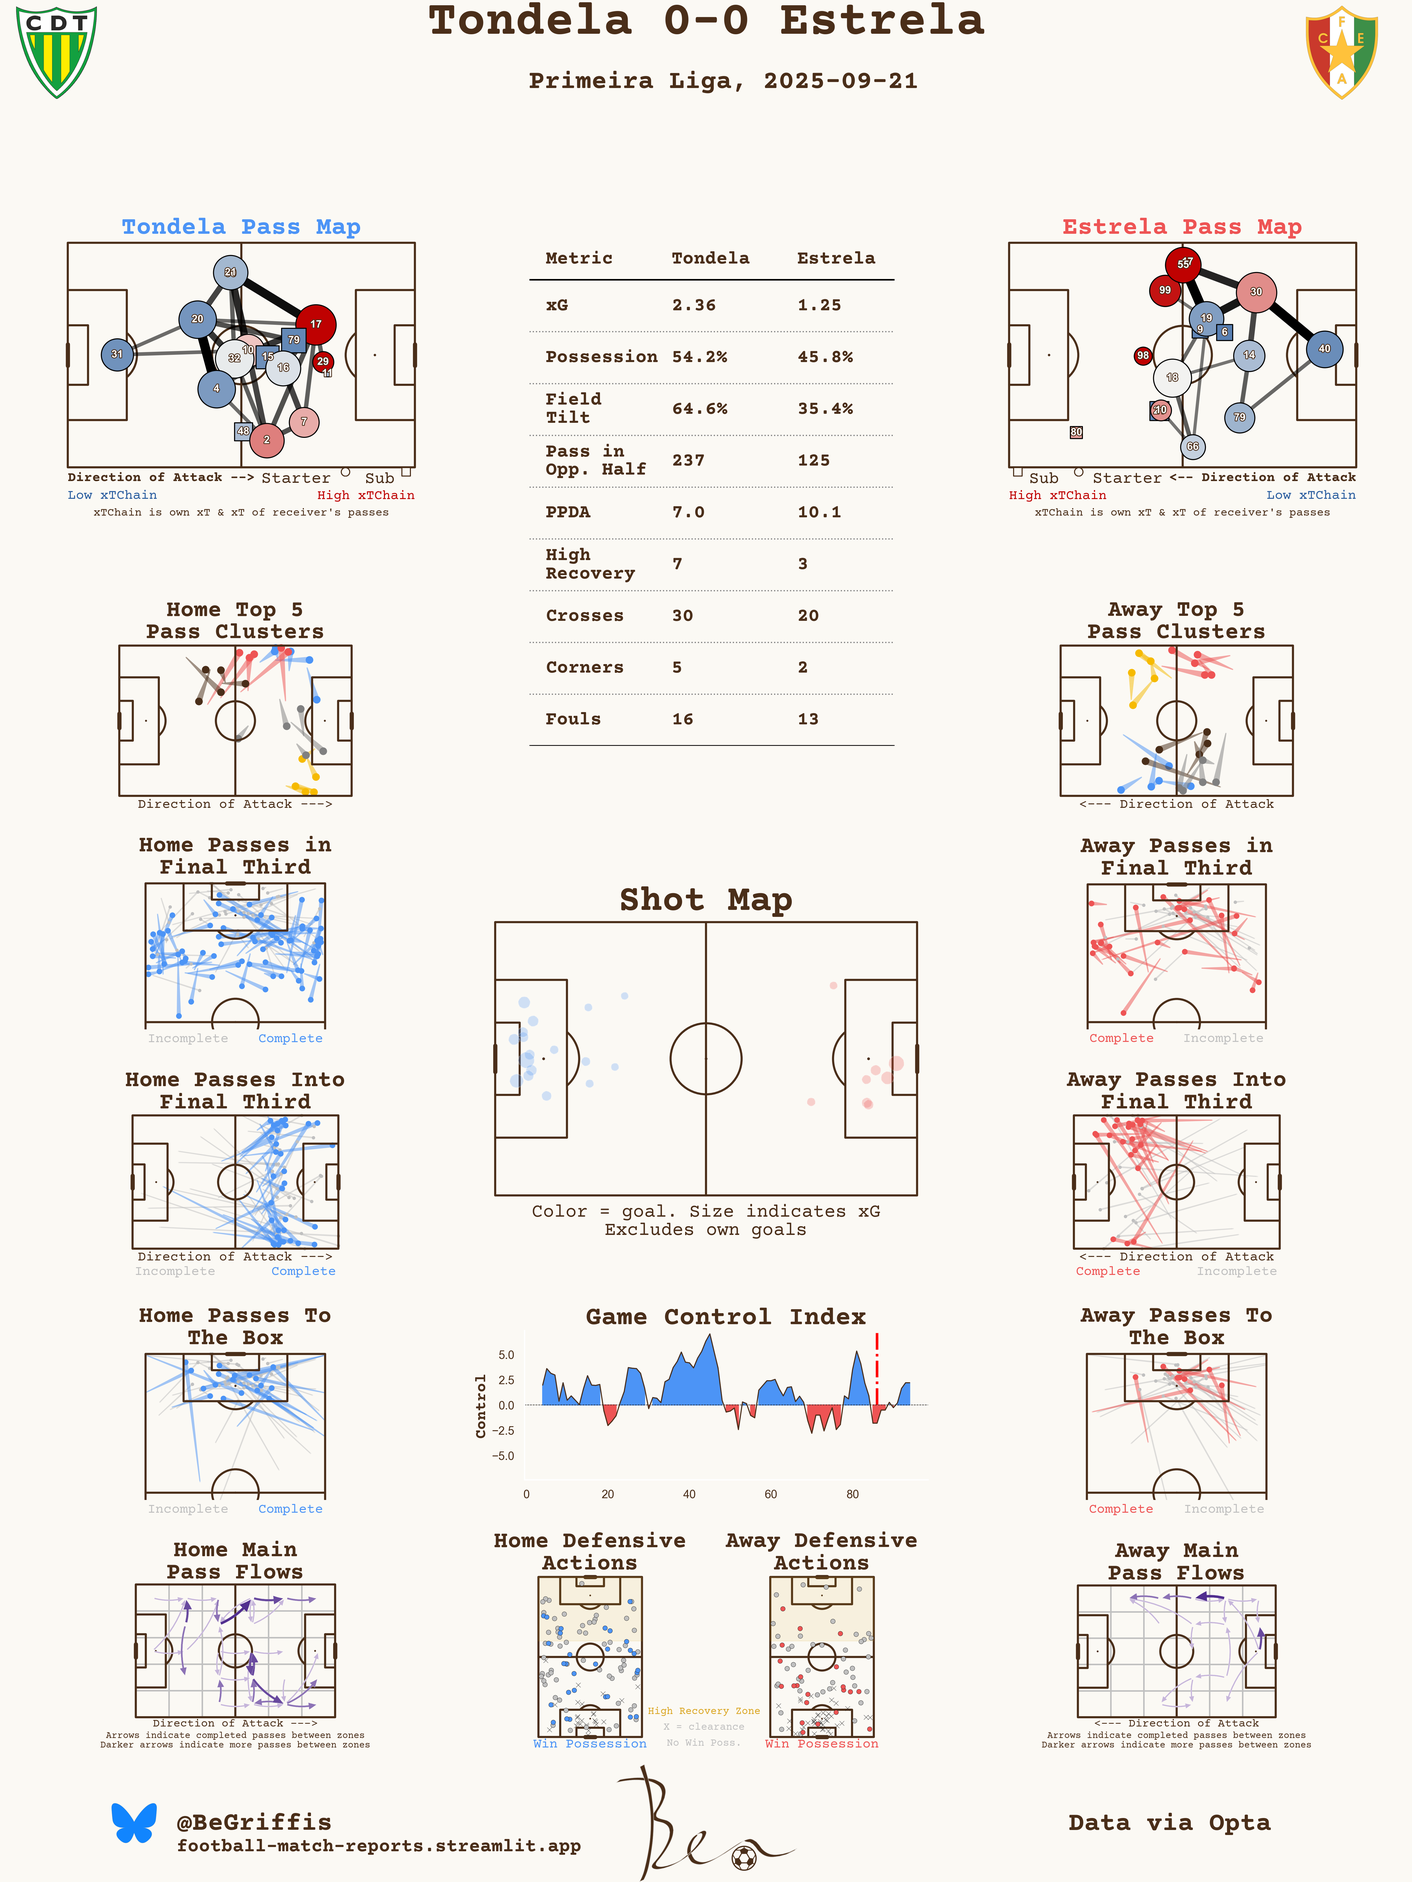 Tondela 0-0 Estrela
CDT
F
C E
A
Primeira Liga, 2025-09-21
Tondela Pass Map
24
20
17
79
31
10
32
15
16
29
11
4
7
48
2
Direction of Attack --> Starter Sub
Low xTChain High xTChain
xTChain is own xT & xT of receiver's passes
Metric Tondela Estrela
xG 2.36 1.25
Possession 54.2% 45.8%
Field
Tilt 64.6% 35.4%
Pass in
Opp. Half 237 125
PPDA 7.0 10.1
High
Recovery 7 3
Crosses 30 20
Corners 5 2
Fouls 16 13
Estrela Pass Map
55
99
30
19
9
6
98
14
40
18
10
79
80
66
Sub Starter <-- Direction of Attack
High xTChain Low xTChain
xTChain is own xT & xT of receiver's passes
Home Top 5
Pass Clusters
Direction of Attack --->
Away Top 5
Pass Clusters
<--- Direction of Attack
Home Passes in
Final Third
Incomplete Complete
Away Passes in
Final Third
Complete Incomplete
Shot Map
Color = goal. Size indicates xG
Excludes own goals
Home Passes Into
Final Third
Direction of Attack --->
Incomplete Complete
Away Passes Into
Final Third
<--- Direction of Attack
Complete Incomplete
Home Passes To
The Box
Incomplete Complete
Game Control Index
Control
5.0
2.5
0.0
−2.5
−5.0
0 20 40 60 80
Away Passes To
The Box
Complete Incomplete
Home Main
Pass Flows
Direction of Attack --->
Arrows indicate completed passes between zones
Darker arrows indicate more passes between zones
Home Defensive
Actions
Win Possession
High Recovery Zone
X = clearance
No Win Poss.
Away Defensive
Actions
Win Possession
Away Main
Pass Flows
<--- Direction of Attack
Arrows indicate completed passes between zones
Darker arrows indicate more passes between zones
@BeGriffis
football-match-reports.streamlit.app
Ben
Data via Opta